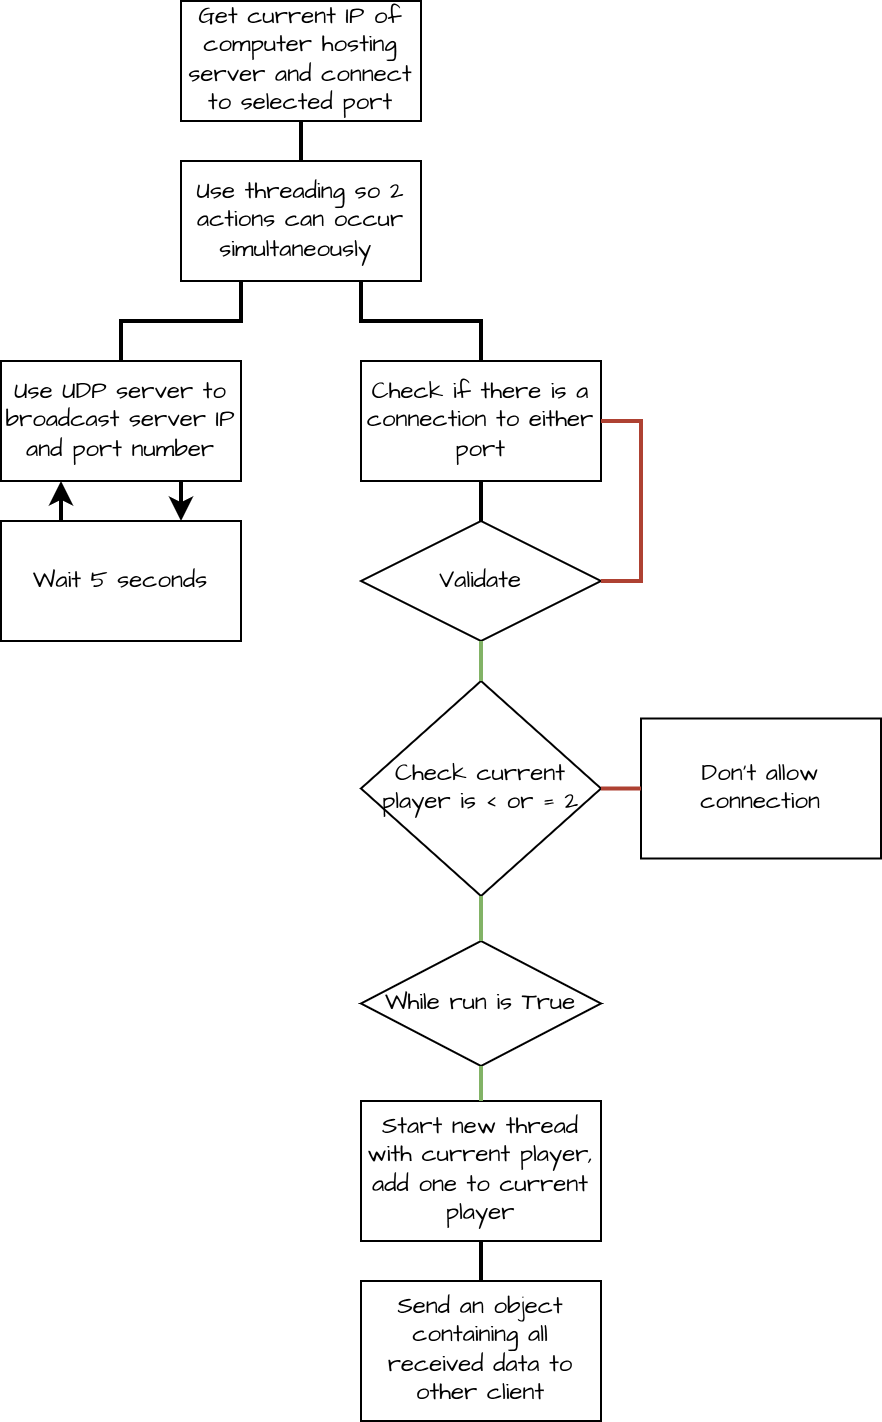 Get current IP of
computer hosting
server and connect
to selected port
Use threading so 2
actions can occur
simultaneously
Use UDP server to
broadcast server IP
and port number
Check if there is a
connection to either
port
Wait 5 seconds
Validate
Check current
player is < or = 2
Don't allow
connection
While run is True
Start new thread
with current player,
add one to current
player
Send an object
containing all
received data to
other client